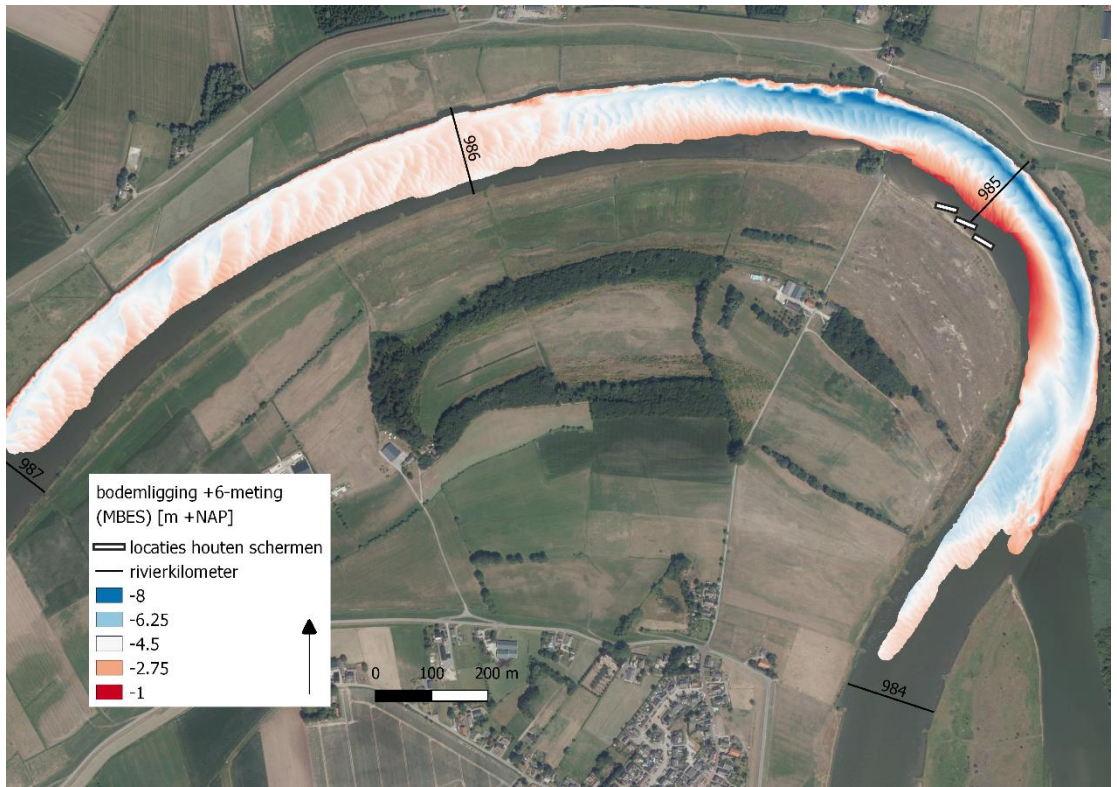 986
985
987
bodemligging +6-meting
(MBES) [m +NAP]
locaties houten schermen
rivierkilometer
-8
-6.25
-4.5
-2.75
-1
0 100 200 m
984